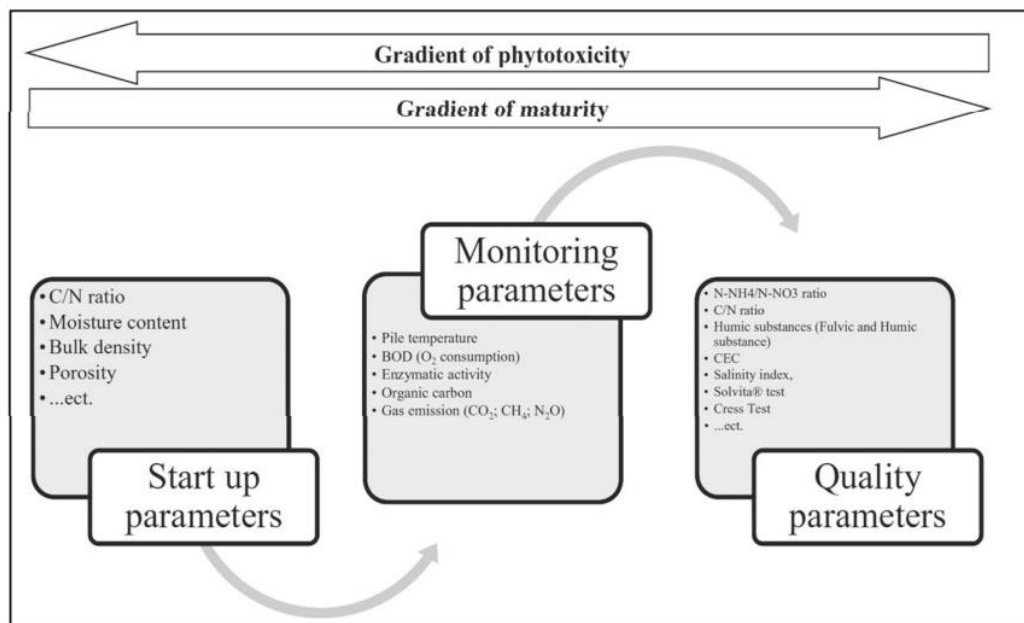 Gradient of phytotoxicity
Gradient of maturity
• C/N ratio
• Moisture content
• Bulk density
• Porosity
• ...ect.
Start up
parameters
Monitoring
parameters
• Pile temperature
• BOD (O₂ consumption)
• Enzymatic activity
• Organic carbon
• Gas emission (CO₂; CH₄; N₂O)
• N-NH4/N-NO3 ratio
• C/N ratio
• Humic substances (Fulvic and Humic
substance)
• CEC
• Salinity index,
• Solvita® test
• Cress Test
• ...ect.
Quality
parameters